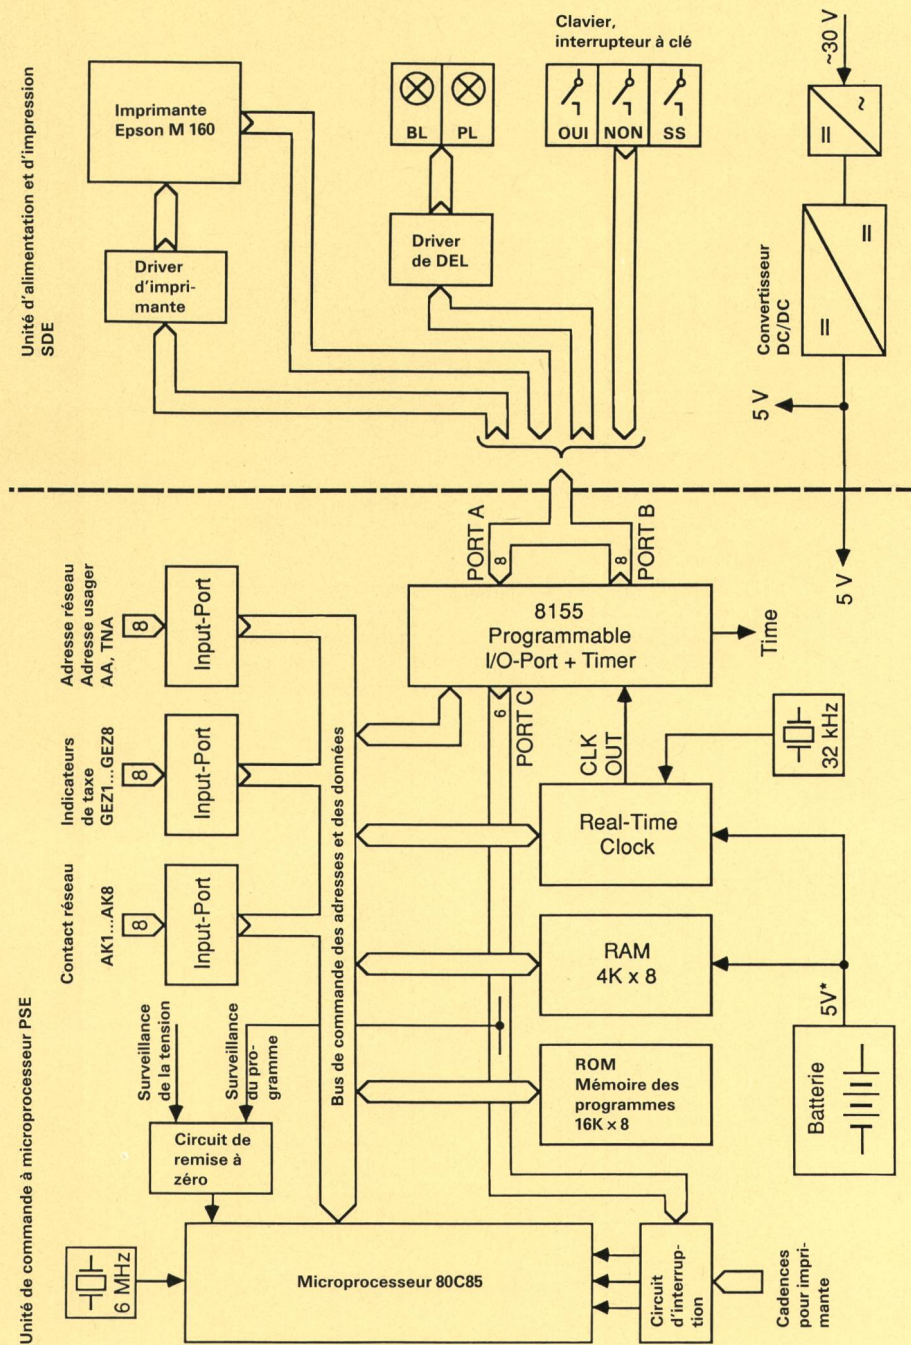 Unité d'alimentation et d'impression
SDE
Imprimante
Epson M 160
Driver
d'impri-
mante
BL
PL
Driver
de DEL
Clavier,
interrupteur à clé
OUI
NON
SS
~30 V
=
~
Convertisseur
DC/DC
=
=
5 V
5 V
Unité de commande à microprocesseur PSE
Adresse réseau
Adresse usager
AA, TNA
8
Input-Port
Indicateurs
de taxe
GEZ1...GEZ8
8
Input-Port
Contact réseau
AK1...AK8
8
Input-Port
Bus de commande des adresses et des données
PORT A
8
PORT B
8
8155
Programmable
I/O-Port + Timer
Time
6
PORT C
CLK
OUT
32 kHz
Real-Time
Clock
RAM
4K x 8
ROM
Mémoire des
programmes
16K x 8
5V*
Batterie
Surveillance
de la tension
Surveillance
du pro-
gramme
Circuit de
remise à
zéro
6 MHz
Microprocesseur 80C85
Circuit
d'interrup-
tion
Cadences
pour impri-
mante